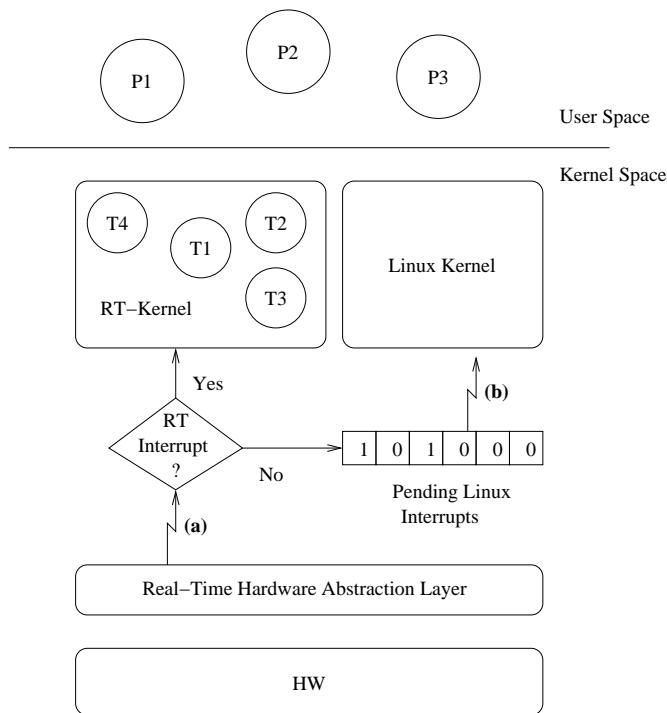 P1
P2
P3
User Space
Kernel Space
T4
T1
T2
T3
RT−Kernel
Linux Kernel
Yes
(b)
RT
Interrupt
?
No
1 0 1 0 0 0
Pending Linux
Interrupts
(a)
Real−Time Hardware Abstraction Layer
HW